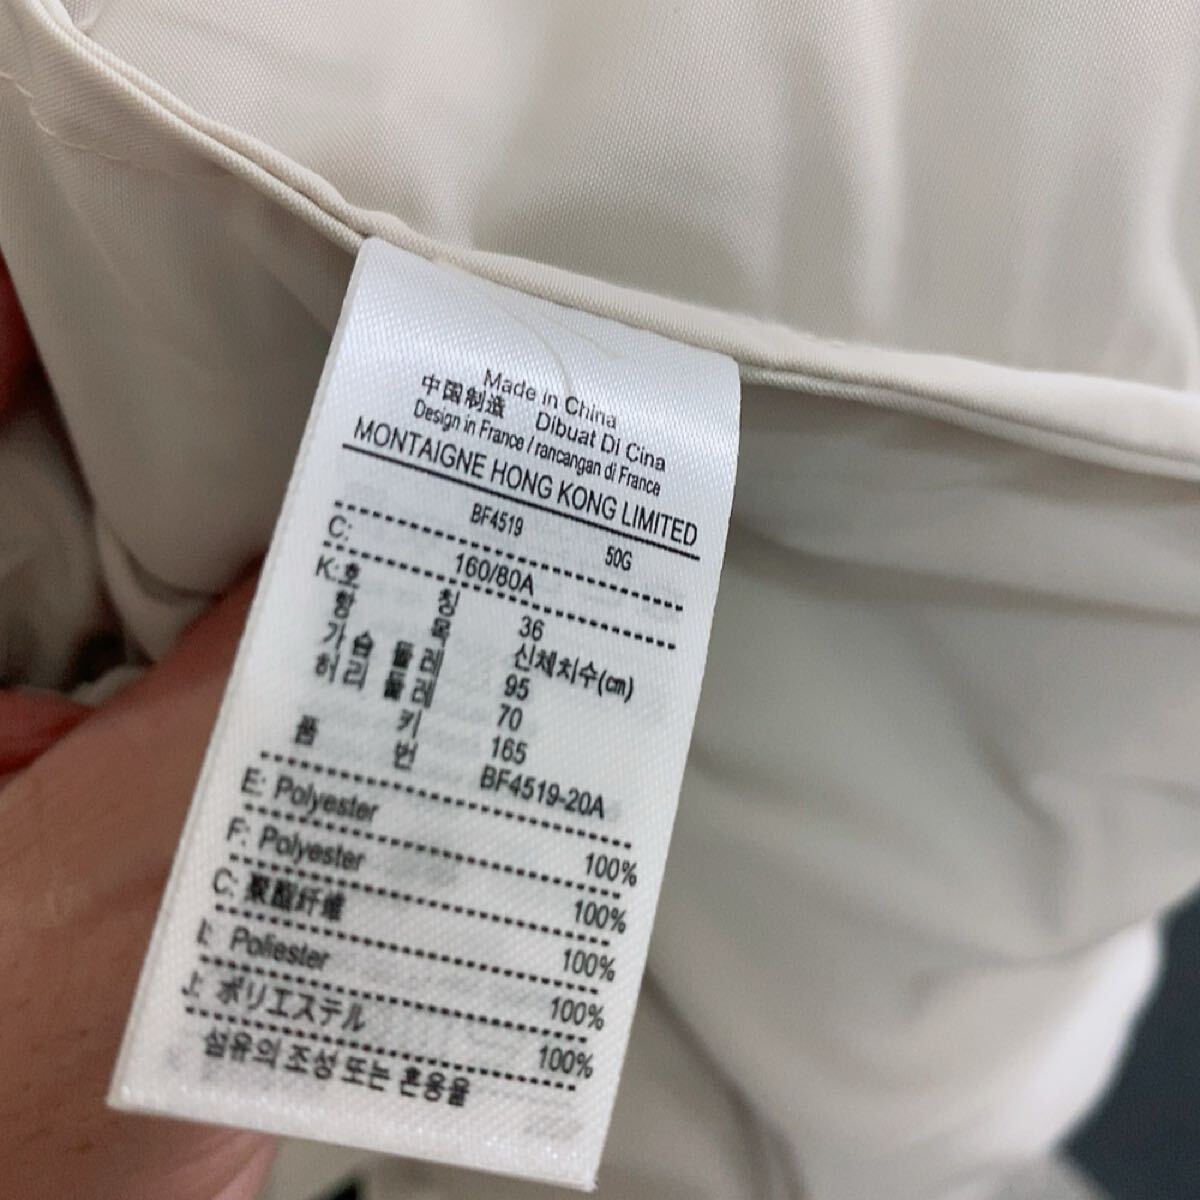 Made in China
中国制造 Dibuat Di Cina
Design in France / rancangan di France
MONTAIGNE HONG KONG LIMITED
BF4519 50G
C: 160/80A
K:호 칭 36
항 목 신체치수(cm)
가슴둘레 95
허리둘레 70
키 165
품 번 BF4519-20A
E: Polyester 100%
F: Polyester 100%
C: 聚酯纤维 100%
I: Poliester 100%
J: ポリエステル 100%
섬유의 조성 또는 혼용율